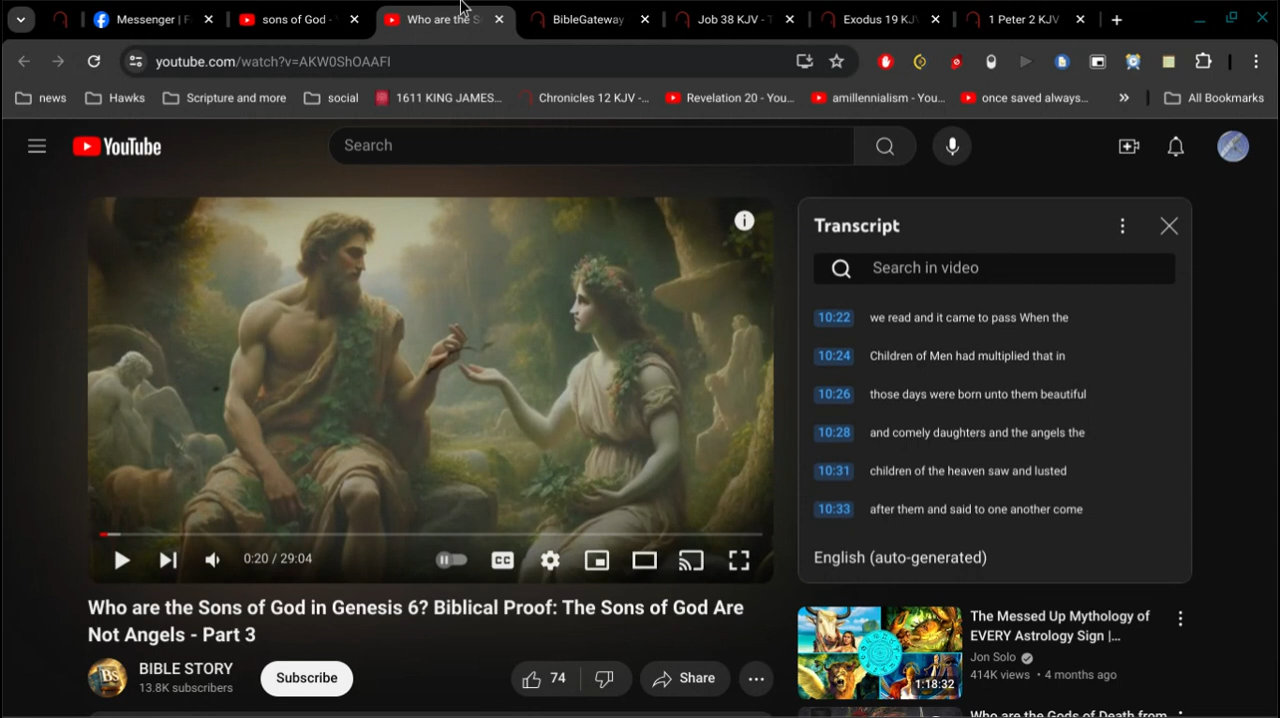 Messenger | F
sons of God -
Who are the S
BibleGateway
Job 38 KJV - T
Exodus 19 KJ
1 Peter 2 KJV
youtube.com/watch?v=AKW0ShOAAFI
news
Hawks
Scripture and more
social
1611 KING JAMES...
Chronicles 12 KJV -...
Revelation 20 - You...
amillennialism - You...
once saved always...
All Bookmarks
YouTube
Search
Transcript
Search in video
10:22 we read and it came to pass When the
10:24 Children of Men had multiplied that in
10:26 those days were born unto them beautiful
10:28 and comely daughters and the angels the
10:31 children of the heaven saw and lusted
10:33 after them and said to one another come
English (auto-generated)
0:20 / 29:04
CC
Who are the Sons of God in Genesis 6? Biblical Proof: The Sons of God Are
Not Angels - Part 3
BS
BIBLE STORY
13.8K subscribers
Subscribe
74
Share
The Messed Up Mythology of
EVERY Astrology Sign |...
Jon Solo
414K views • 4 months ago
1:18:32
Who are the Gods of Death from